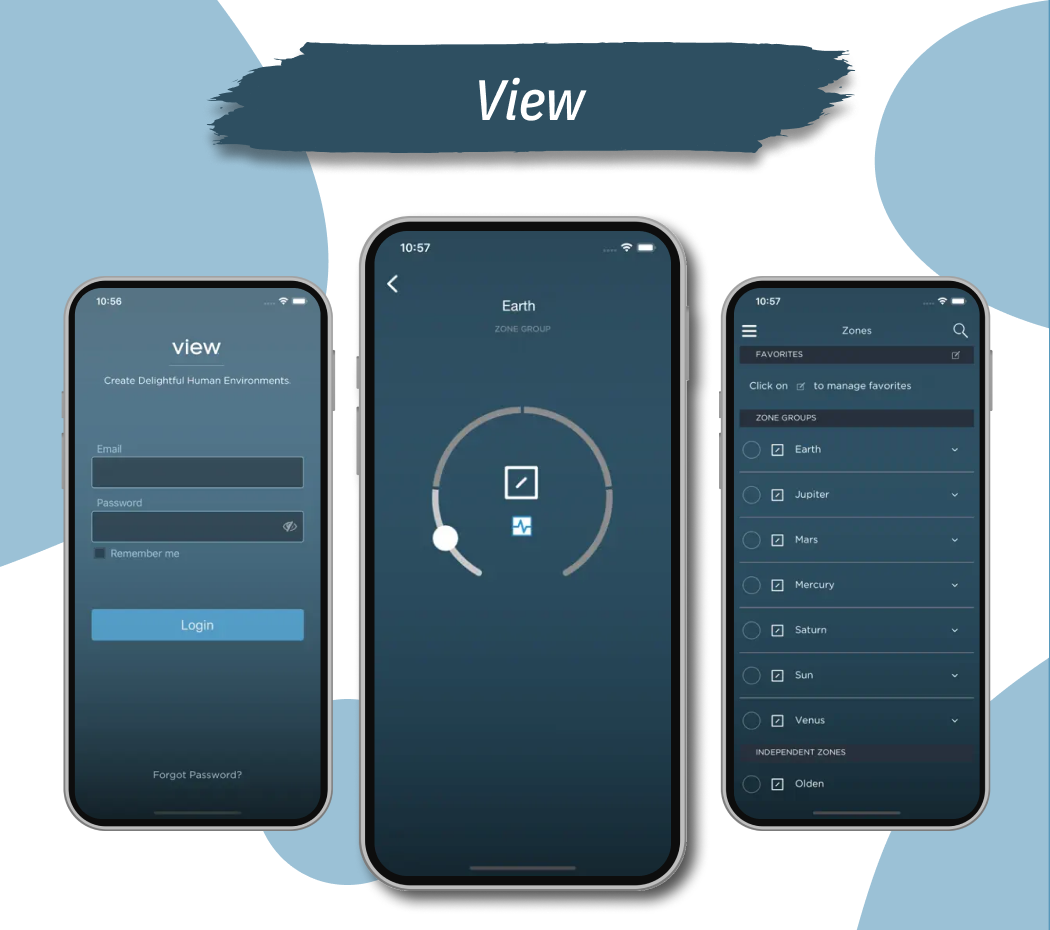 View
10:56
view
Create Delightful Human Environments.
Email
Password
Remember me
Login
Forgot Password?
10:57
Earth
ZONE GROUP
10:57
Zones
FAVORITES
Click on to manage favorites
ZONE GROUPS
Earth
Jupiter
Mars
Mercury
Saturn
Sun
Venus
INDEPENDENT ZONES
Olden